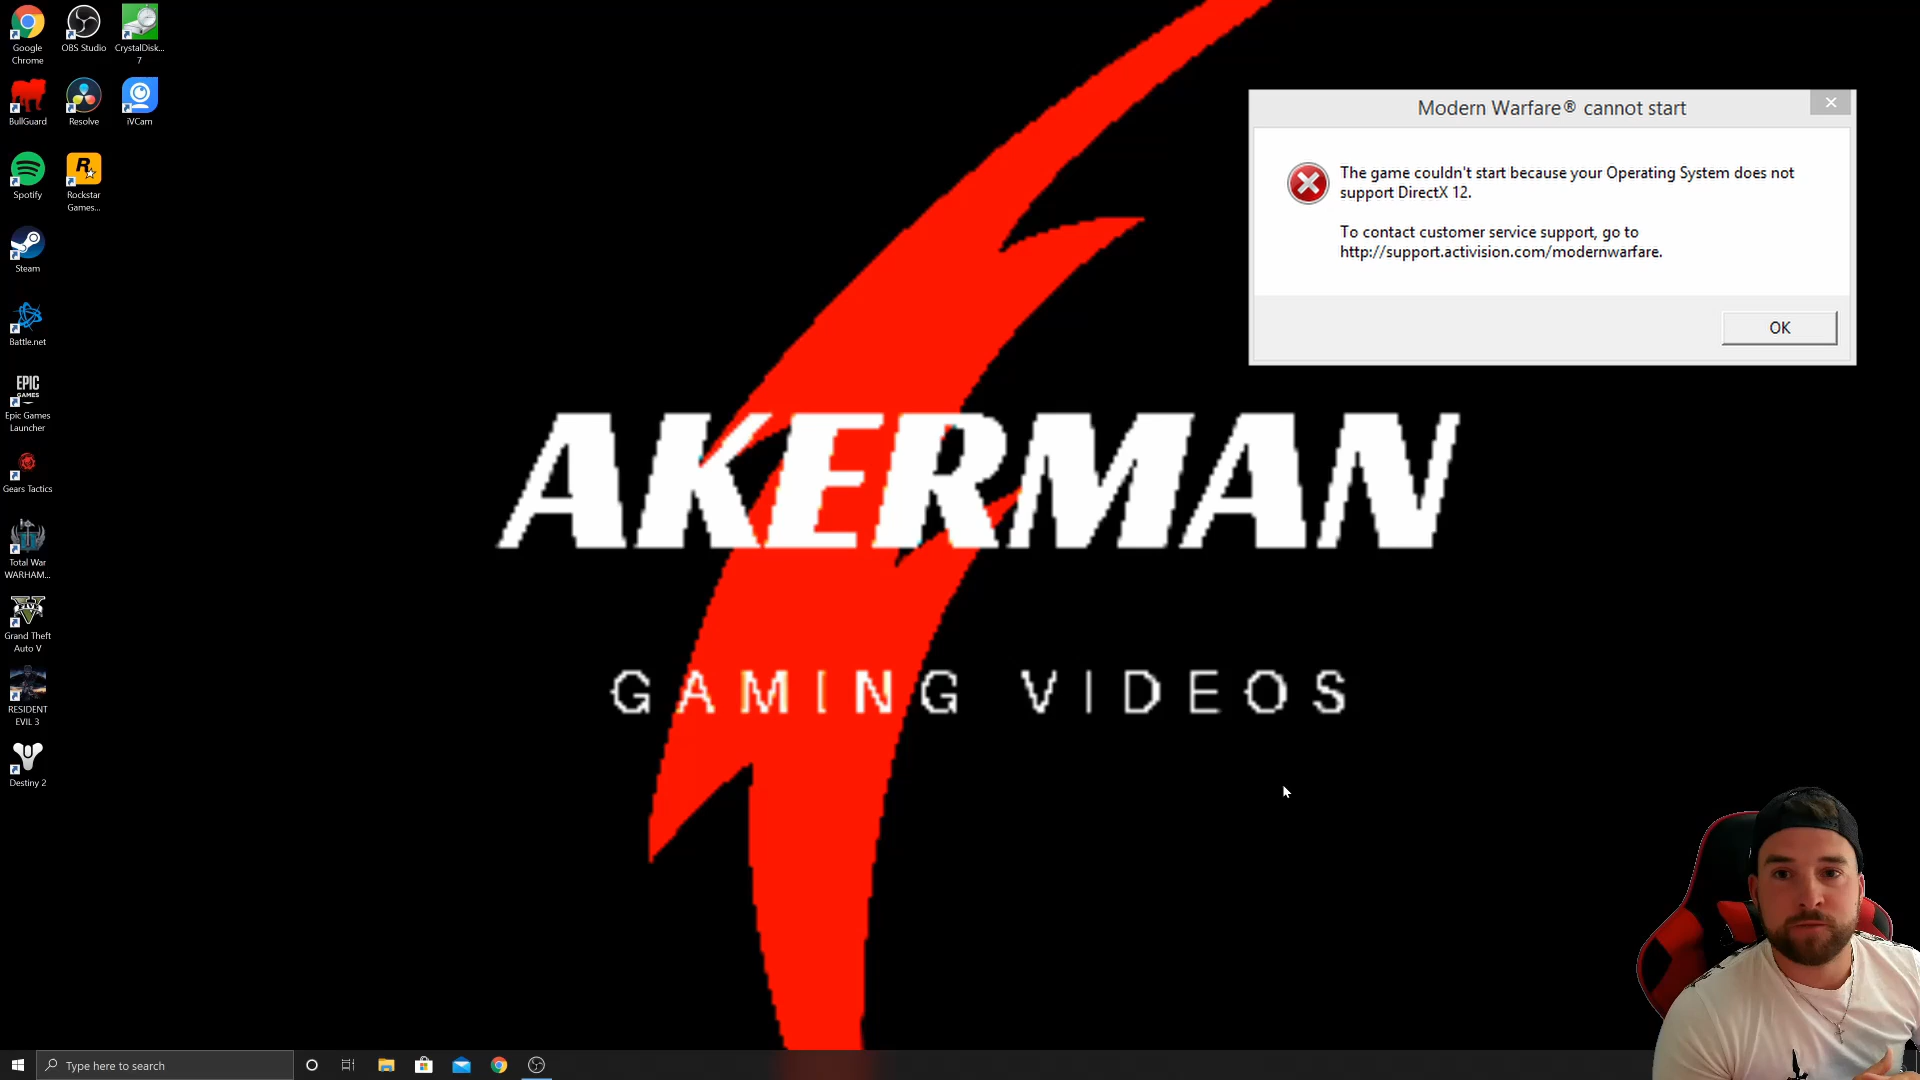 Google
Chrome
OBS Studio
CrystalDisk...
7
BullGuard
Resolve
iVCam
Spotify
Rockstar
Games...
Steam
Battle.net
EPIC
GAMES
Epic Games
Launcher
Gears Tactics
Total War
WARHAM...
FIVE
Grand Theft
Auto V
RESIDENT
EVIL 3
Destiny 2
Modern Warfare® cannot start
The game couldn't start because your Operating System does not
support DirectX 12.
To contact customer service support, go to
http://support.activision.com/modernwarfare.
OK
AKERMAN
GAMING VIDEOS
Type here to search